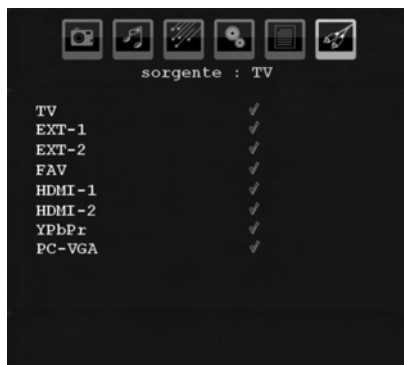 sorgente : TV
TV
EXT-1
EXT-2
FAV
HDMI-1
HDMI-2
YPbPr
PC-VGA